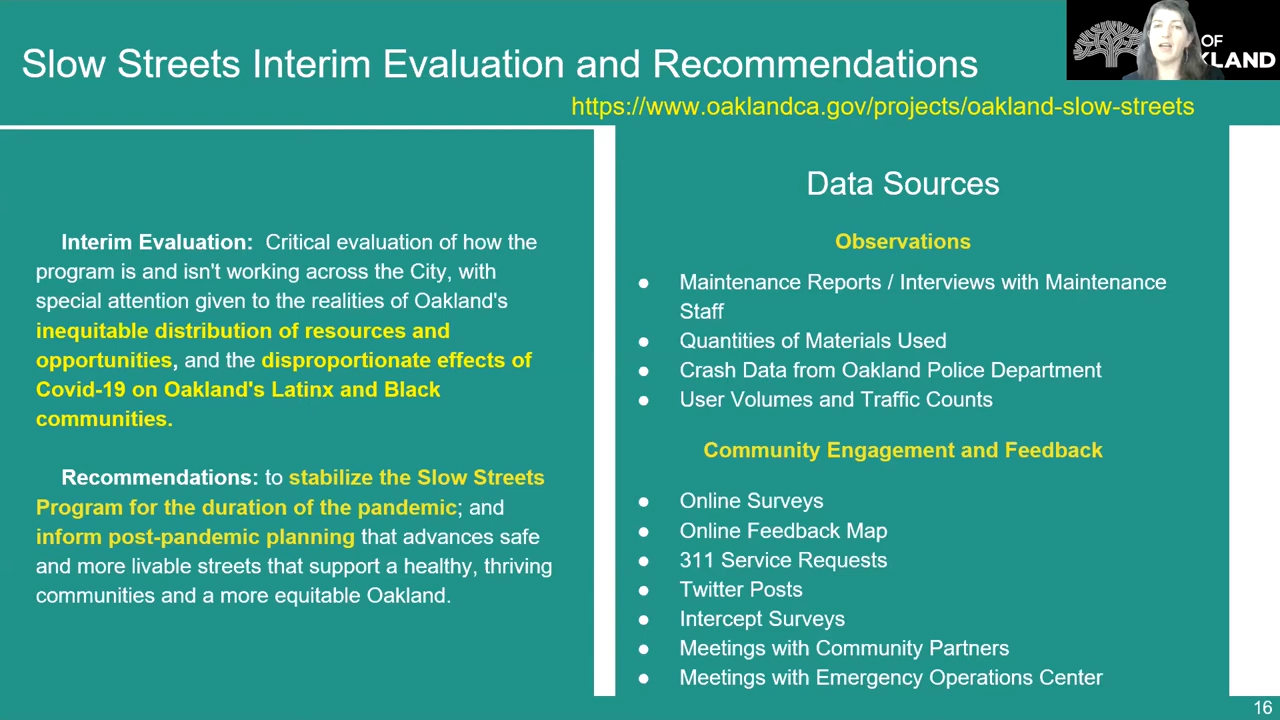 Slow Streets Interim Evaluation and Recommendations
OF
KLAND
https://www.oaklandca.gov/projects/oakland-slow-streets
Interim Evaluation: Critical evaluation of how the
program is and isn't working across the City, with
special attention given to the realities of Oakland's
inequitable distribution of resources and
opportunities, and the disproportionate effects of
Covid-19 on Oakland's Latinx and Black
communities.
Recommendations: to stabilize the Slow Streets
Program for the duration of the pandemic; and
inform post-pandemic planning that advances safe
and more livable streets that support a healthy, thriving
communities and a more equitable Oakland.
Data Sources
Observations
● Maintenance Reports / Interviews with Maintenance
Staff
● Quantities of Materials Used
● Crash Data from Oakland Police Department
● User Volumes and Traffic Counts
Community Engagement and Feedback
● Online Surveys
● Online Feedback Map
● 311 Service Requests
● Twitter Posts
● Intercept Surveys
● Meetings with Community Partners
● Meetings with Emergency Operations Center
16